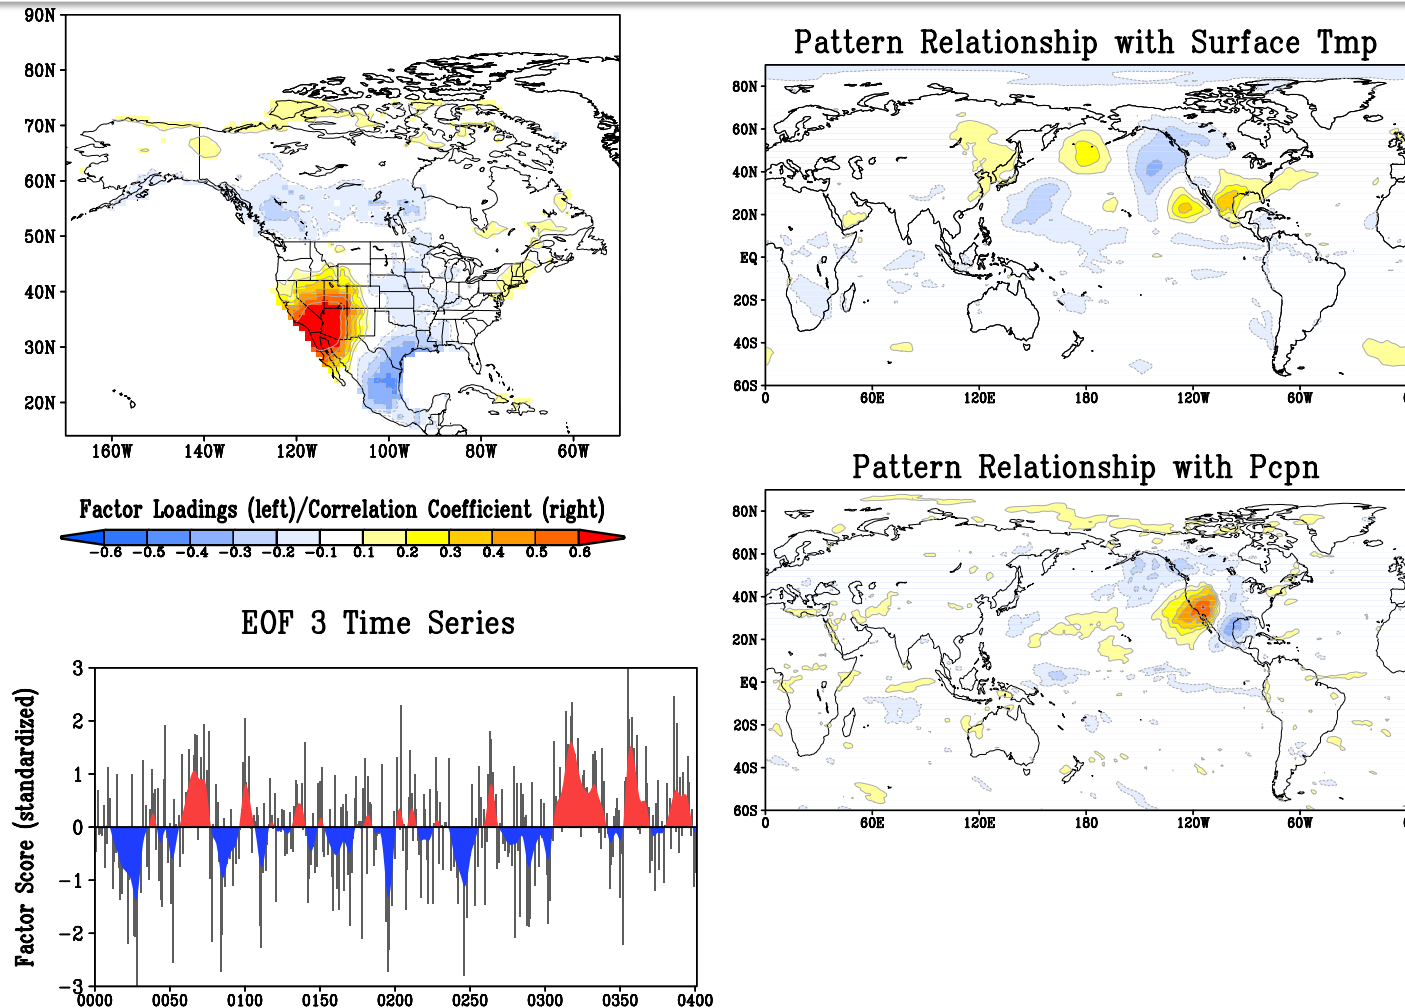 90N
80N
70N
60N
50N
40N
30N
20N
160W 140W 120W 100W 80W 60W
Factor Loadings (left)/Correlation Coefficient (right)
-0.6 -0.5 -0.4 -0.3 -0.2 -0.1 0.1 0.2 0.3 0.4 0.5 0.6
EOF 3 Time Series
Factor Score (standardized)
3
2
1
0
-1
-2
-3
0000 0050 0100 0150 0200 0250 0300 0350 0400
Pattern Relationship with Surface Tmp
80N
60N
40N
20N
EQ
20S
40S
60S
0 60E 120E 180 120W 60W
Pattern Relationship with Pcpn
80N
60N
40N
20N
EQ
20S
40S
60S
0 60E 120E 180 120W 60W